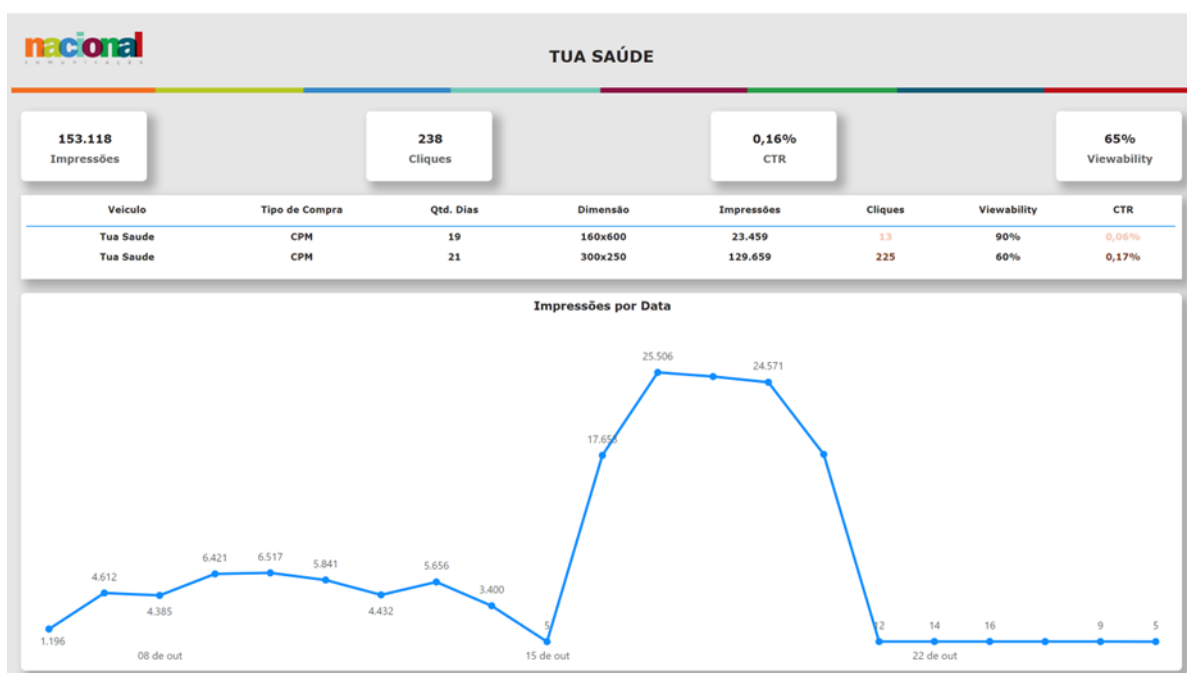 nacional
comunicação
TUA SAÚDE
153.118
Impressões
238
Cliques
0,16%
CTR
65%
Viewability
Veiculo Tipo de Compra Qtd. Dias Dimensão Impressões Cliques Viewability CTR
Tua Saude CPM 19 160x600 23.459 13 90% 0,06%
Tua Saude CPM 21 300x250 129.659 225 60% 0,17%
Impressões por Data
25.506
24.571
6.421
6.517
5.841
5.656
4.612
3.400
4.385
4.432
5
12
14
16
9
5
1.196
08 de out
15 de out
22 de out